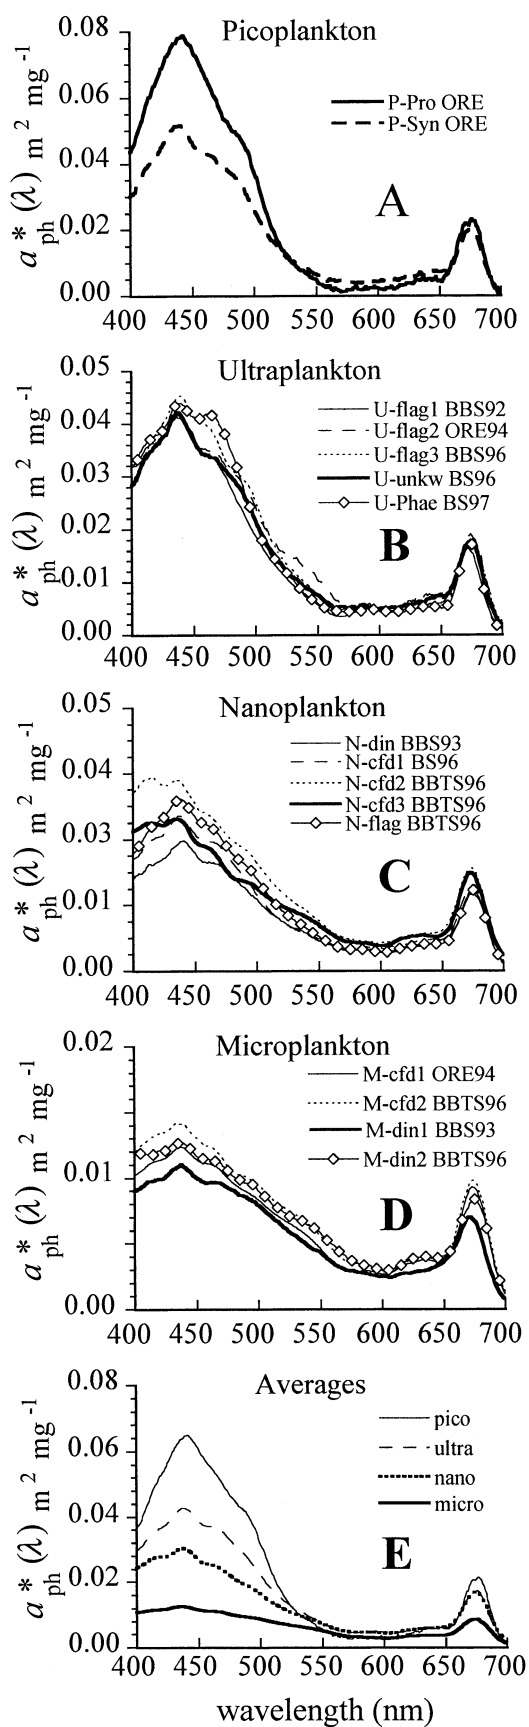 Picoplankton
0.08
0.06
0.04
0.02
0.00
a*ph (λ) m 2 mg -1
P-Pro ORE
P-Syn ORE
A
400 450 500 550 600 650 700
Ultraplankton
0.05
0.04
0.03
0.02
0.01
0.00
a*ph (λ) m 2 mg -1
U-flag1 BBS92
U-flag2 ORE94
U-flag3 BBS96
U-unkw BS96
U-Phae BS97
B
400 450 500 550 600 650 700
Nanoplankton
0.05
0.04
0.03
0.01
0.00
a*ph (λ) m 2 mg -1
N-din BBS93
N-cfd1 BS96
N-cfd2 BBTS96
N-cfd3 BBTS96
N-flag BBTS96
C
400 450 500 550 600 650 700
Microplankton
0.02
0.01
0.00
a*ph (λ) m 2 mg -1
M-cfd1 ORE94
M-cfd2 BBTS96
M-din1 BBS93
M-din2 BBTS96
D
400 450 500 550 600 650 700
Averages
0.08
0.06
0.04
0.02
0.00
a*ph (λ) m 2 mg -1
pico
ultra
nano
micro
E
400 450 500 550 600 650 700
wavelength (nm)